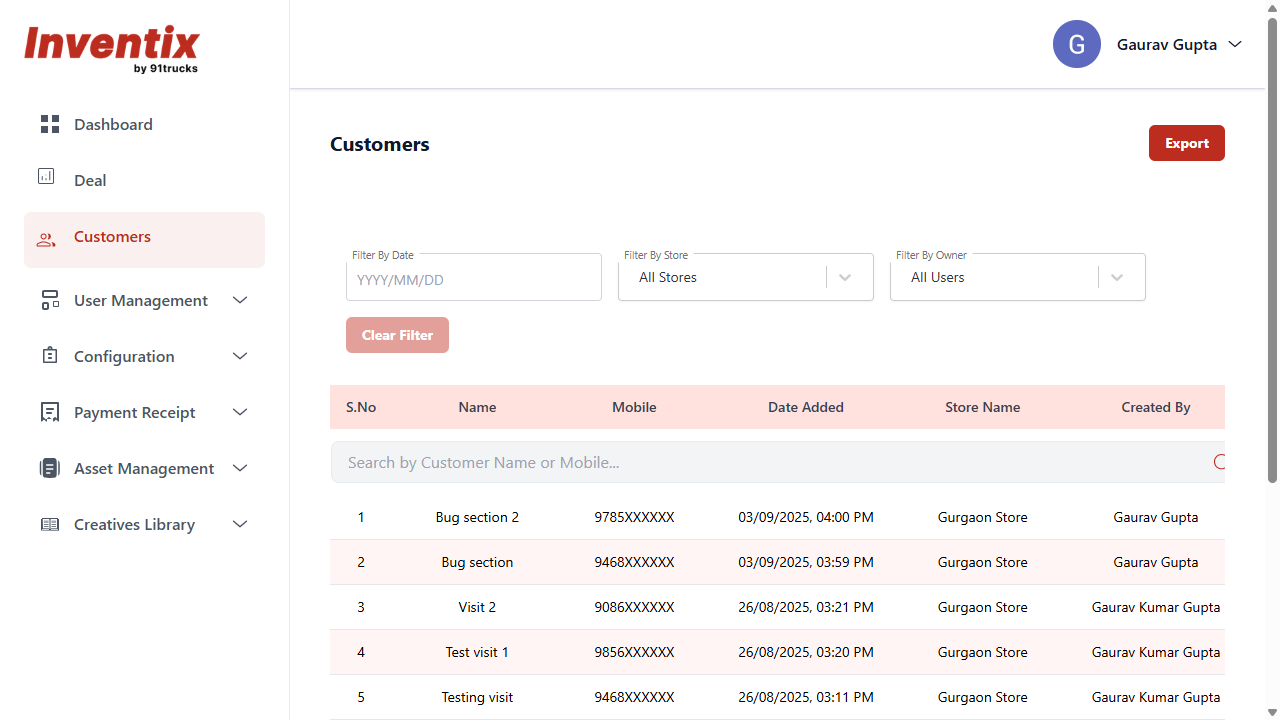 Inventix
by 91trucks
G
Gaurav Gupta
Dashboard
Deal
Customers
User Management
Configuration
Payment Receipt
Asset Management
Creatives Library
Customers
Export
Filter By Date
YYYY/MM/DD
Filter By Store
All Stores
Filter By Owner
All Users
Clear Filter
S.No Name Mobile Date Added Store Name Created By
Search by Customer Name or Mobile...
1 Bug section 2 9785XXXXXX 03/09/2025, 04:00 PM Gurgaon Store Gaurav Gupta
2 Bug section 9468XXXXXX 03/09/2025, 03:59 PM Gurgaon Store Gaurav Gupta
3 Visit 2 9086XXXXXX 26/08/2025, 03:21 PM Gurgaon Store Gaurav Kumar Gupta
4 Test visit 1 9856XXXXXX 26/08/2025, 03:20 PM Gurgaon Store Gaurav Kumar Gupta
5 Testing visit 9468XXXXXX 26/08/2025, 03:11 PM Gurgaon Store Gaurav Kumar Gupta